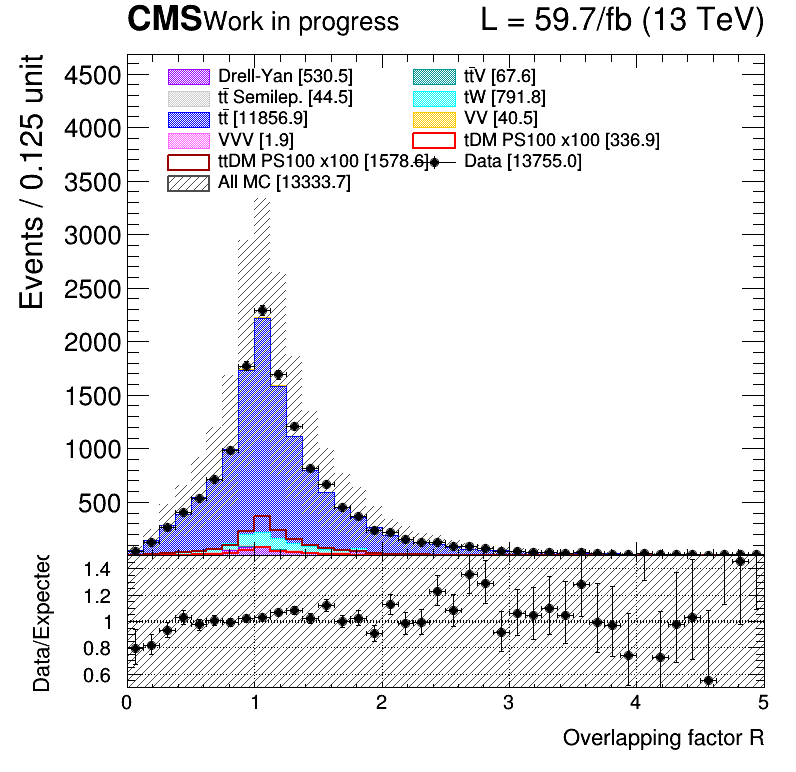 CMS Work in progress L = 59.7/fb (13 TeV)
Events / 0.125 unit
4500
4000
3500
3000
2500
2000
1500
1000
500
Drell-Yan [530.5] tt̄V [67.6]
tt̄ Semilep. [44.5] tW [791.8]
tt̄ [11856.9] VV [40.5]
VVV [1.9] tDM PS100 x100 [336.9]
ttDM PS100 x100 [1578.6] Data [13755.0]
All MC [13333.7]
Data/Expected
1.4
1.2
1
0.8
0.6
0 1 2 3 4 5
Overlapping factor R